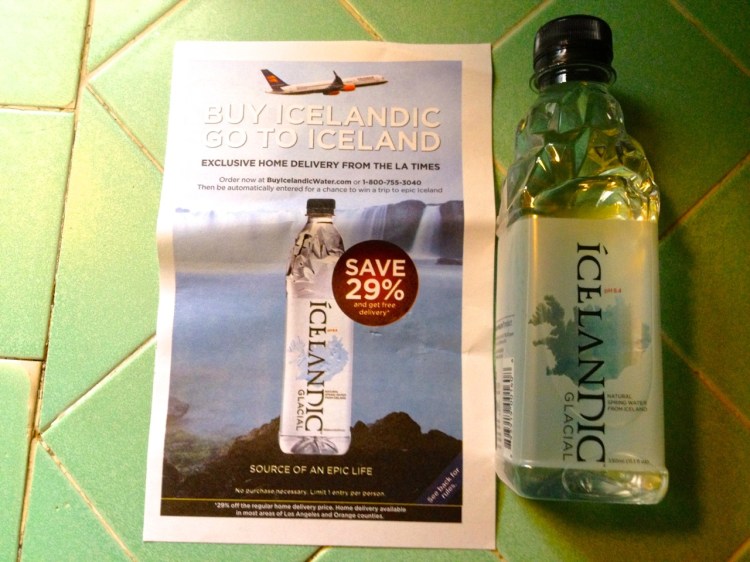 BUY ICELANDIC
GO TO ICELAND
EXCLUSIVE HOME DELIVERY FROM THE LA TIMES
Order now at BuyIcelandicWater.com or 1-800-755-3040
Then be automatically entered for a chance to win a trip to epic Iceland
SAVE
29%
and get free
delivery*
ÍCELANDIC
GLACIAL
SOURCE OF AN EPIC LIFE
No purchase necessary. Limit 1 entry per person.
See back for
rules.
*29% off the regular home delivery price. Home delivery available
in most areas of Los Angeles and Orange counties.
ÍCELANDIC
GLACIAL
pH 8.4
NATURAL
SPRING WATER
FROM ICELAND